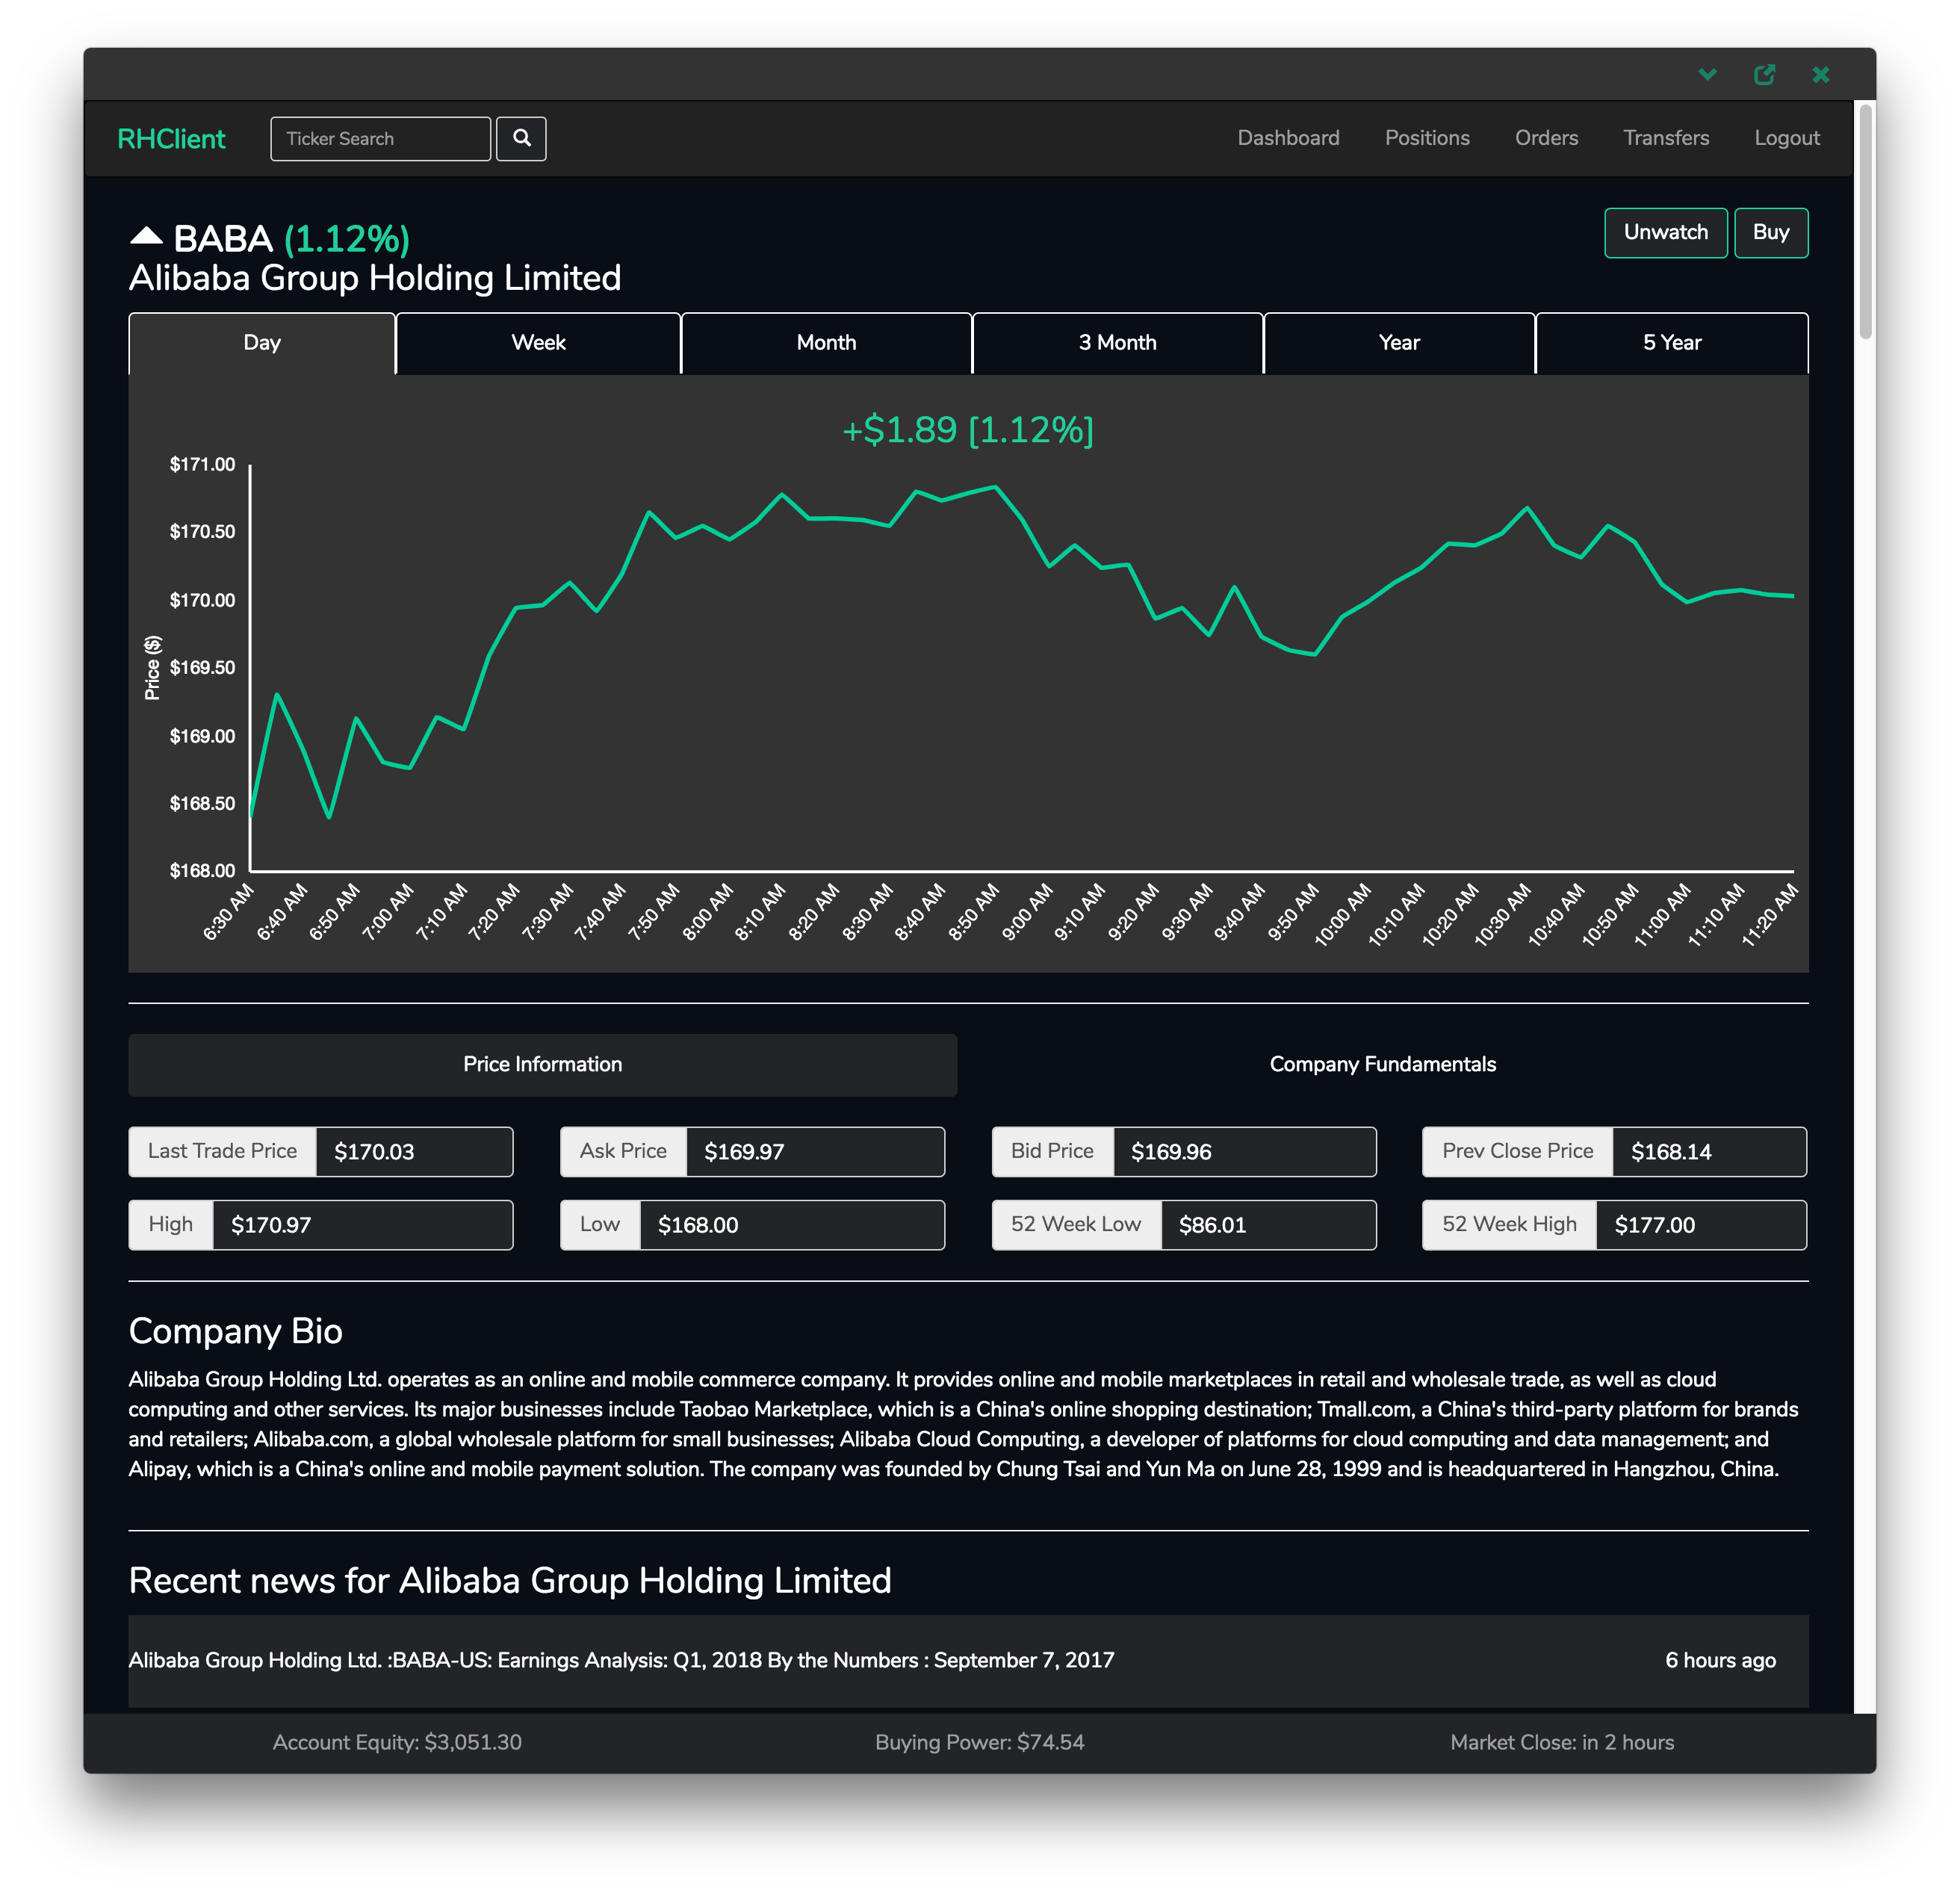 RHClient Ticker Search Dashboard Positions Orders Transfers Logout
BABA (1.12%) Unwatch Buy
Alibaba Group Holding Limited
Day Week Month 3 Month Year 5 Year
+$1.89 [1.12%]
$171.00
$170.50
$170.00
$169.50
$169.00
$168.50
$168.00
Price ($)
6:30 AM 6:40 AM 6:50 AM 7:00 AM 7:10 AM 7:20 AM 7:30 AM 7:40 AM 7:50 AM 8:00 AM 8:10 AM 8:20 AM 8:30 AM 8:40 AM 8:50 AM 9:00 AM 9:10 AM 9:20 AM 9:30 AM 9:40 AM 9:50 AM 10:00 AM 10:10 AM 10:20 AM 10:30 AM 10:40 AM 10:50 AM 11:00 AM 11:10 AM 11:20 AM
Price Information Company Fundamentals
Last Trade Price $170.03 Ask Price $169.97 Bid Price $169.96 Prev Close Price $168.14
High $170.97 Low $168.00 52 Week Low $86.01 52 Week High $177.00
Company Bio
Alibaba Group Holding Ltd. operates as an online and mobile commerce company. It provides online and mobile marketplaces in retail and wholesale trade, as well as cloud
computing and other services. Its major businesses include Taobao Marketplace, which is a China's online shopping destination; Tmall.com, a China's third-party platform for brands
and retailers; Alibaba.com, a global wholesale platform for small businesses; Alibaba Cloud Computing, a developer of platforms for cloud computing and data management; and
Alipay, which is a China's online and mobile payment solution. The company was founded by Chung Tsai and Yun Ma on June 28, 1999 and is headquartered in Hangzhou, China.
Recent news for Alibaba Group Holding Limited
Alibaba Group Holding Ltd. :BABA-US: Earnings Analysis: Q1, 2018 By the Numbers : September 7, 2017 6 hours ago
Account Equity: $3,051.30 Buying Power: $74.54 Market Close: in 2 hours